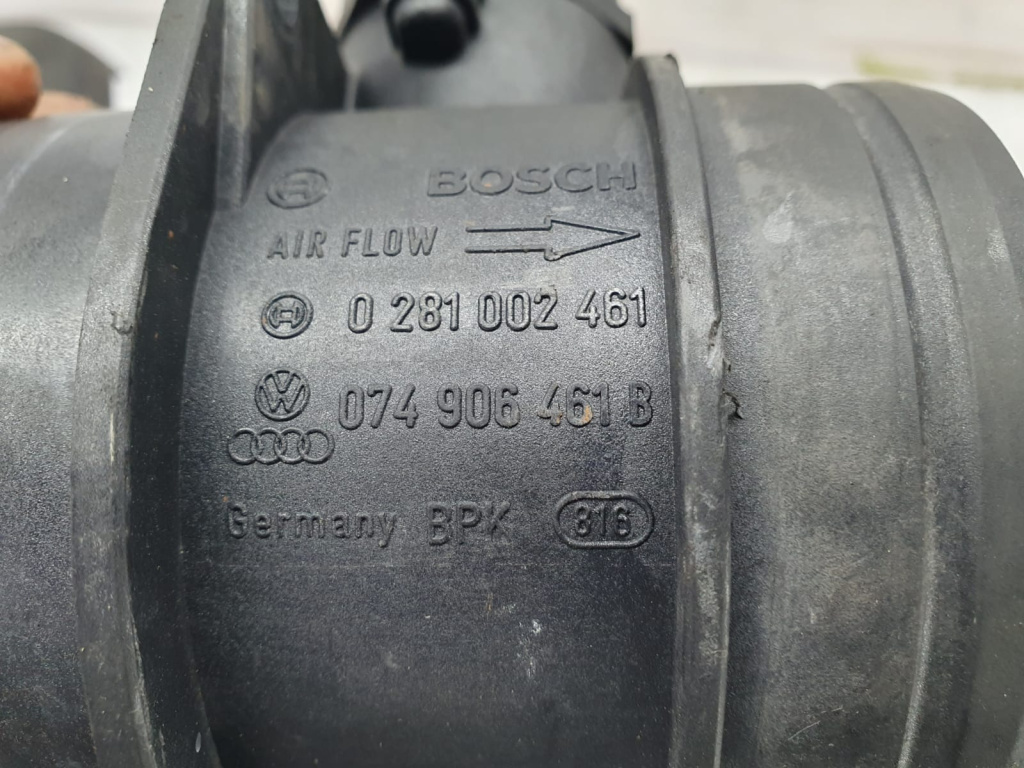 BOSCH
AIR FLOW
0 281 002 461
074 906 461 B
Germany BPK 816